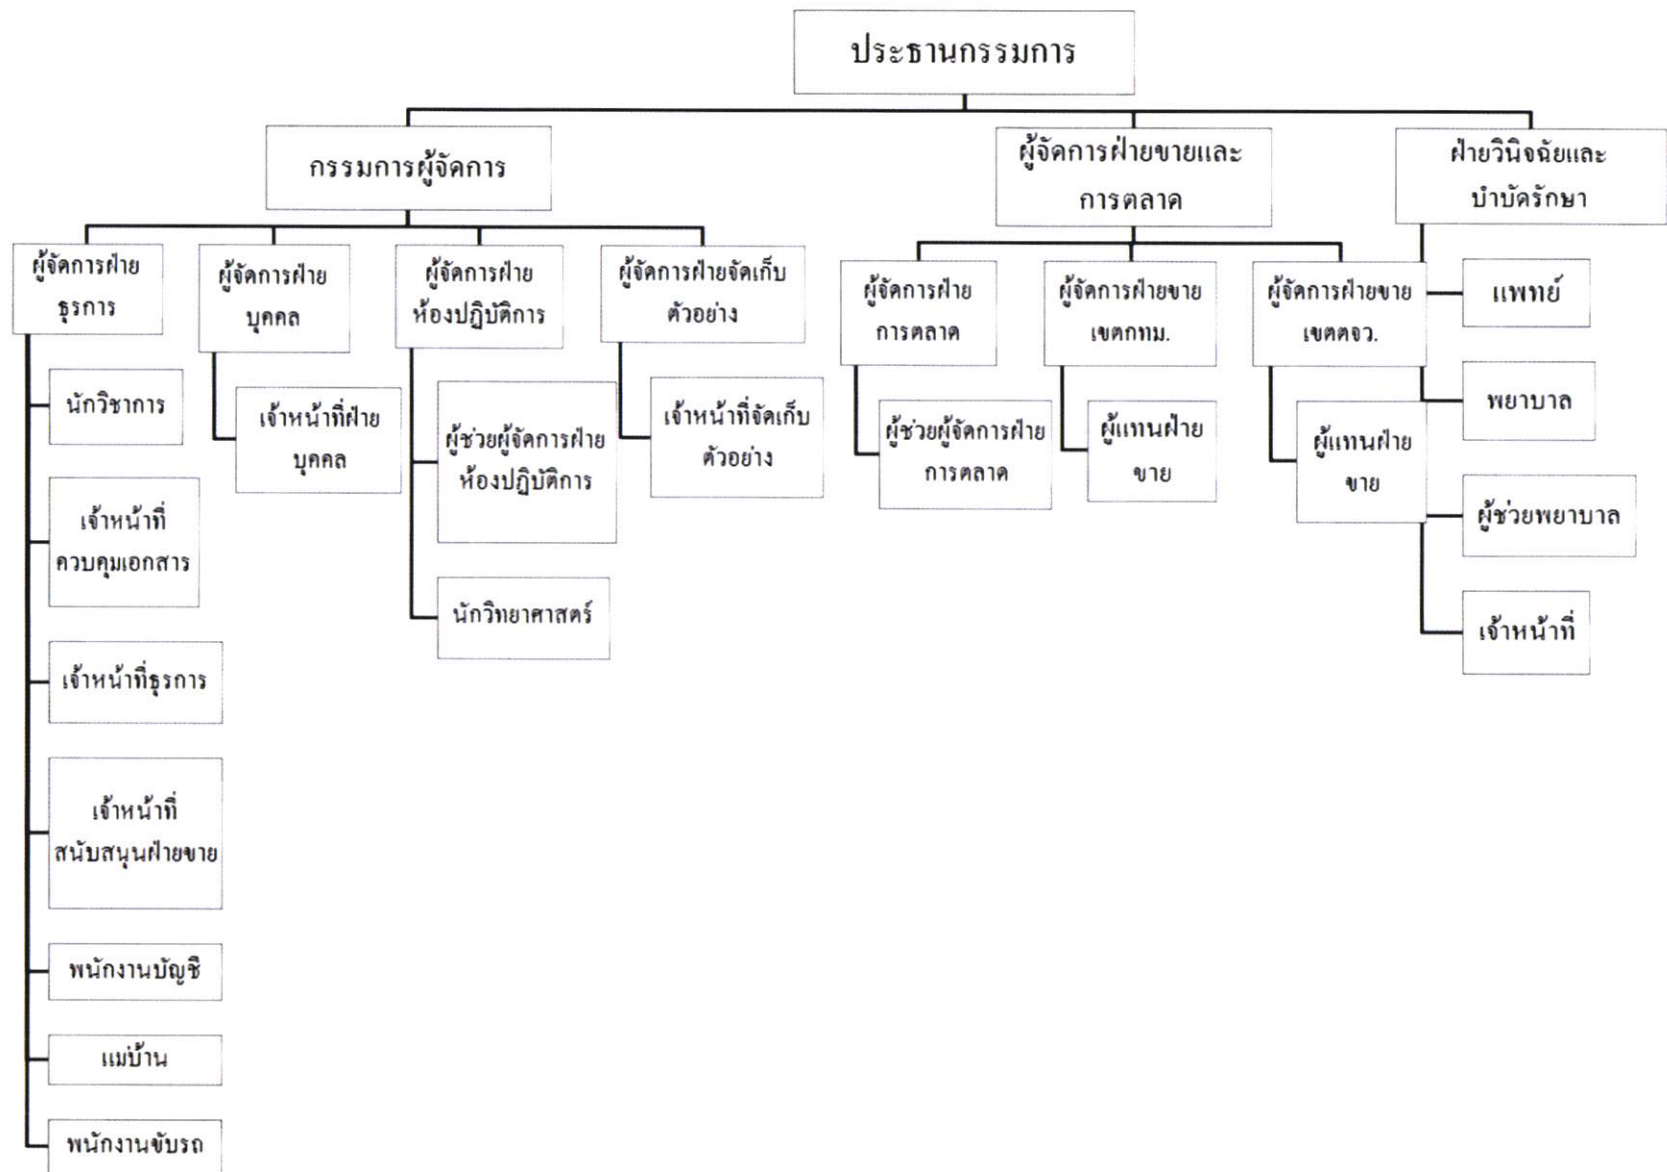 ประธานกรรมการ
กรรมการผู้จัดการ
ผู้จัดการฝ่ายขายและ
การตลาด
ฝ่ายวินิจฉัยและ
บำบัดรักษา
ผู้จัดการฝ่าย
ธุรการ
ผู้จัดการฝ่าย
บุคคล
ผู้จัดการฝ่าย
ห้องปฏิบัติการ
ผู้จัดการฝ่ายจัดเก็บ
ตัวอย่าง
ผู้จัดการฝ่าย
การตลาด
ผู้จัดการฝ่ายขาย
เขตกทม.
ผู้จัดการฝ่ายขาย
เขตตจว.
แพทย์
นักวิชาการ
เจ้าหน้าที่ฝ่าย
บุคคล
ผู้ช่วยผู้จัดการฝ่าย
ห้องปฏิบัติการ
เจ้าหน้าที่จัดเก็บ
ตัวอย่าง
ผู้ช่วยผู้จัดการฝ่าย
การตลาด
ผู้แทนฝ่าย
ขาย
ผู้แทนฝ่าย
ขาย
พยาบาล
เจ้าหน้าที่
ควบคุมเอกสาร
ผู้ช่วยพยาบาล
นักวิทยาศาสตร์
เจ้าหน้าที่
เจ้าหน้าที่ธุรการ
เจ้าหน้าที่
สนับสนุนฝ่ายขาย
พนักงานบัญชี
แม่บ้าน
พนักงานขับรถ